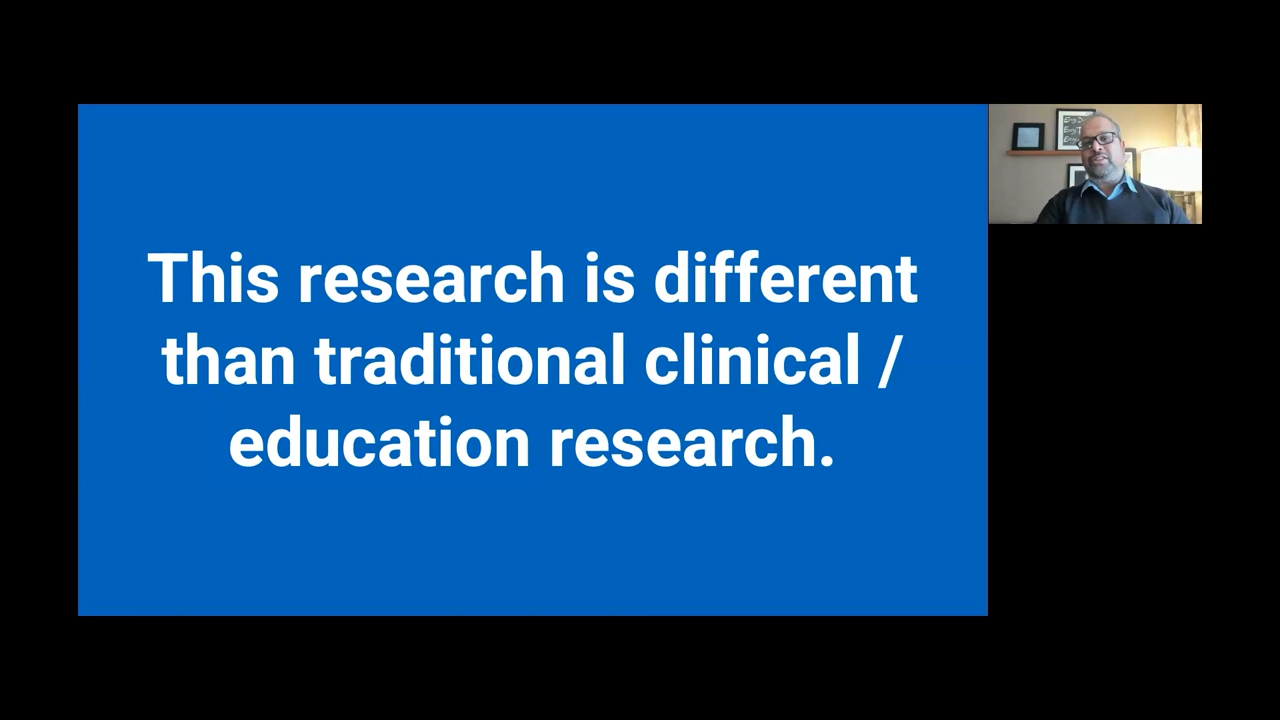 This research is different
than traditional clinical /
education research.